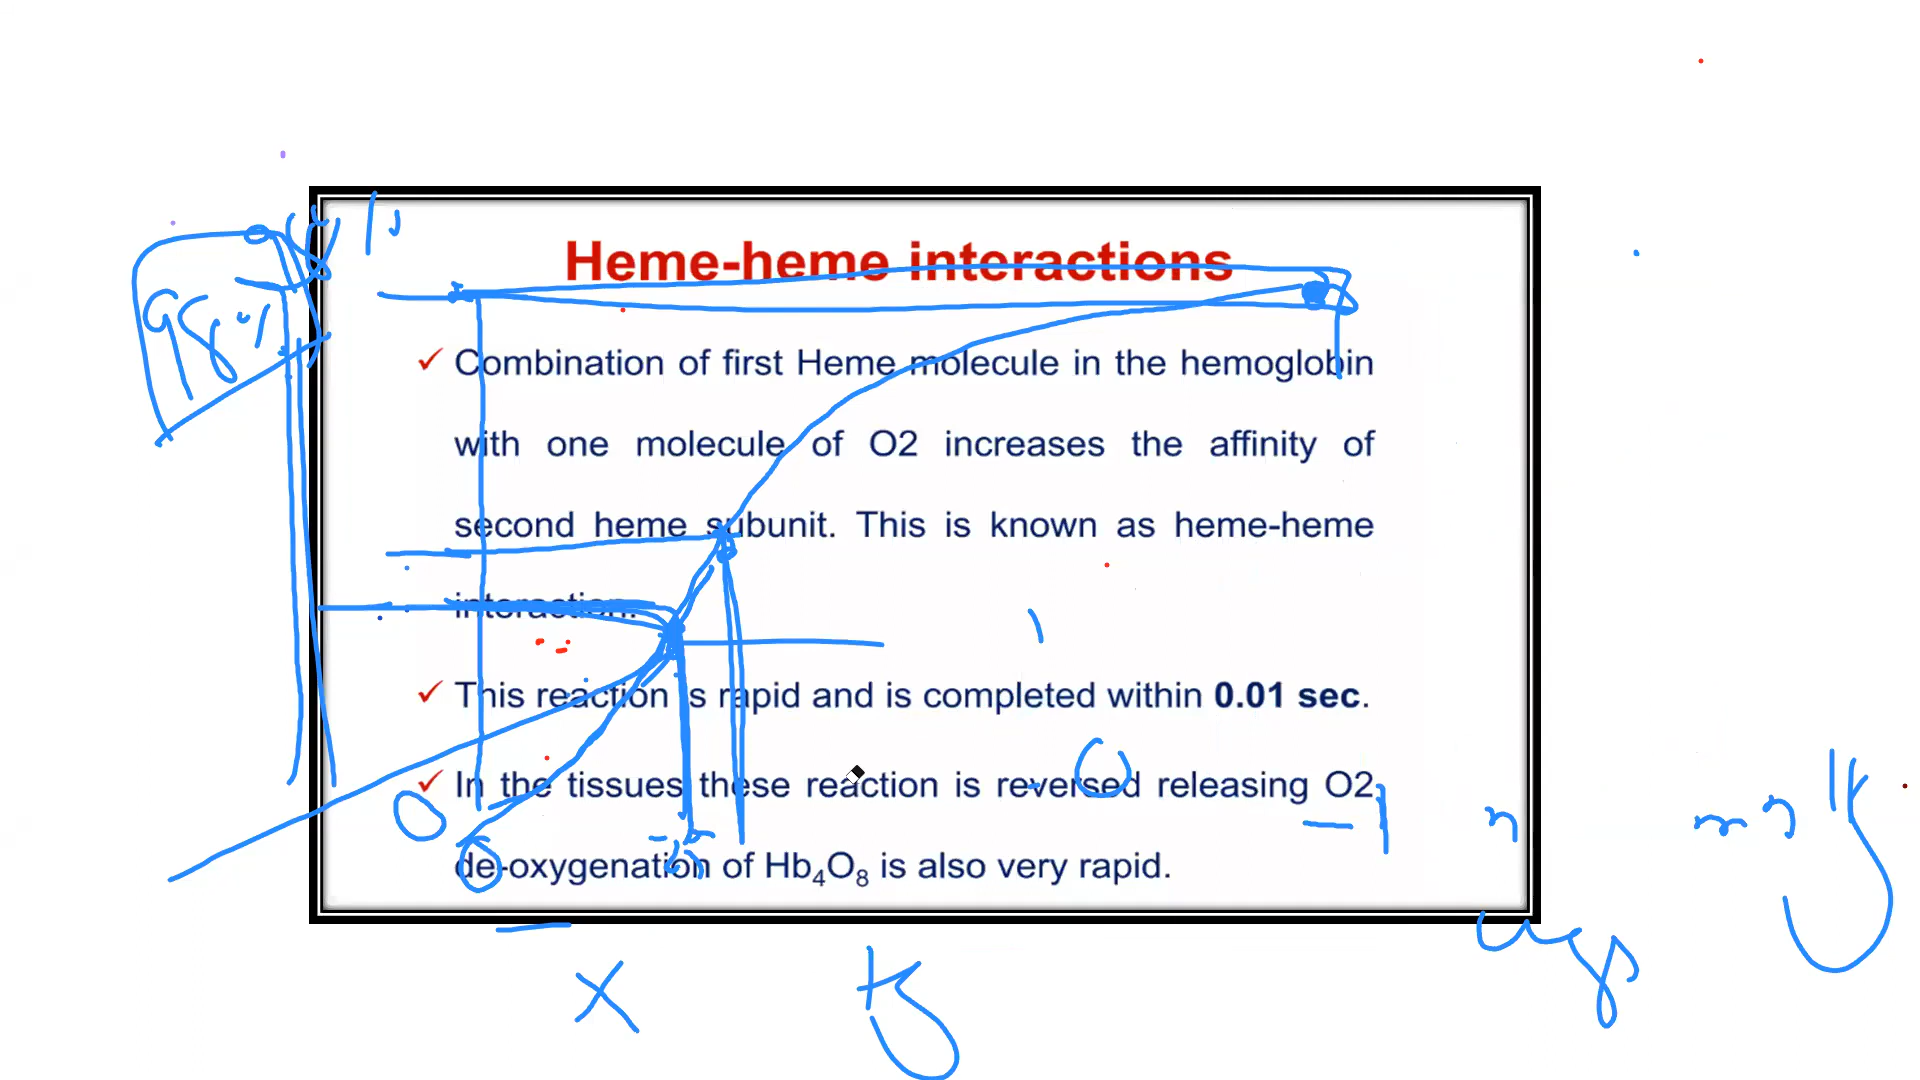 Heme-heme interactions
✓ Combination of first Heme molecule in the hemoglobin
with one molecule of O2 increases the affinity of
second heme subunit. This is known as heme-heme
interaction.
✓ This reaction is rapid and is completed within 0.01 sec.
✓ In the tissues these reaction is reversed releasing O2
de-oxygenation of Hb₄O₈ is also very rapid.